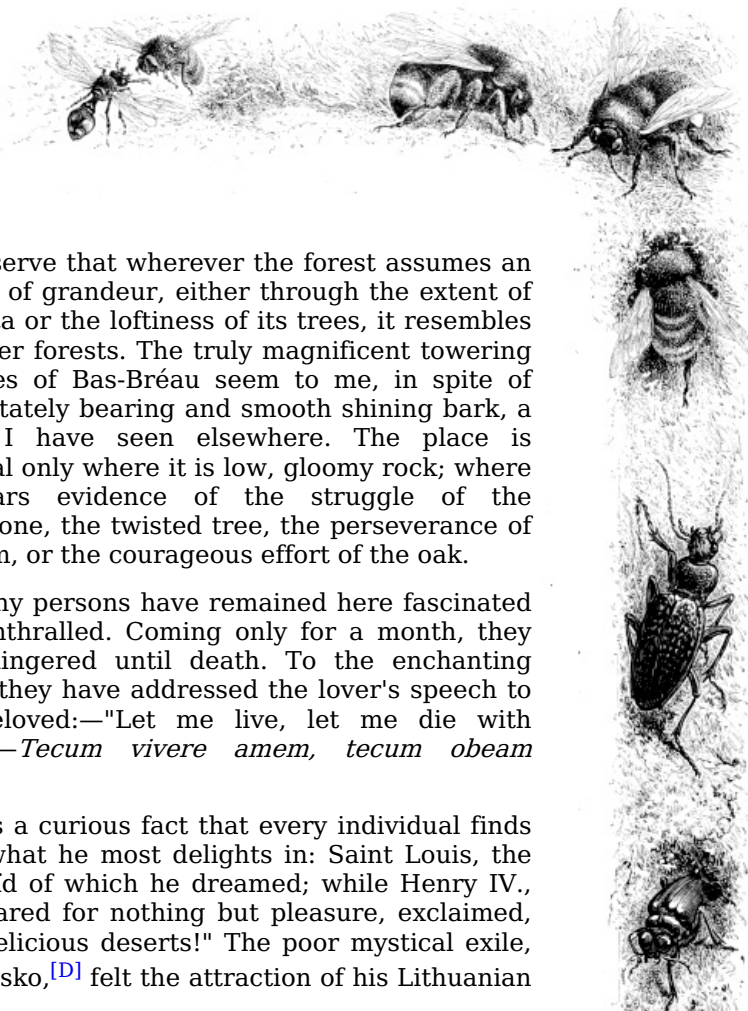 serve that wherever the forest assumes an
of grandeur, either through the extent of
a or the loftiness of its trees, it resembles
er forests. The truly magnificent towering
es of Bas-Bréau seem to me, in spite of
tately bearing and smooth shining bark, a
I have seen elsewhere. The place is
al only where it is low, gloomy rock; where
ars evidence of the struggle of the
one, the twisted tree, the perseverance of
n, or the courageous effort of the oak.
ny persons have remained here fascinated
nthralled. Coming only for a month, they
ingered until death. To the enchanting
they have addressed the lover's speech to
eloved:—"Let me live, let me die with
—Tecum vivere amem, tecum obeam
s a curious fact that every individual finds
what he most delights in: Saint Louis, the
ïd of which he dreamed; while Henry IV.,
ared for nothing but pleasure, exclaimed,
elicious deserts!" The poor mystical exile,
sko,[D] felt the attraction of his Lithuanian